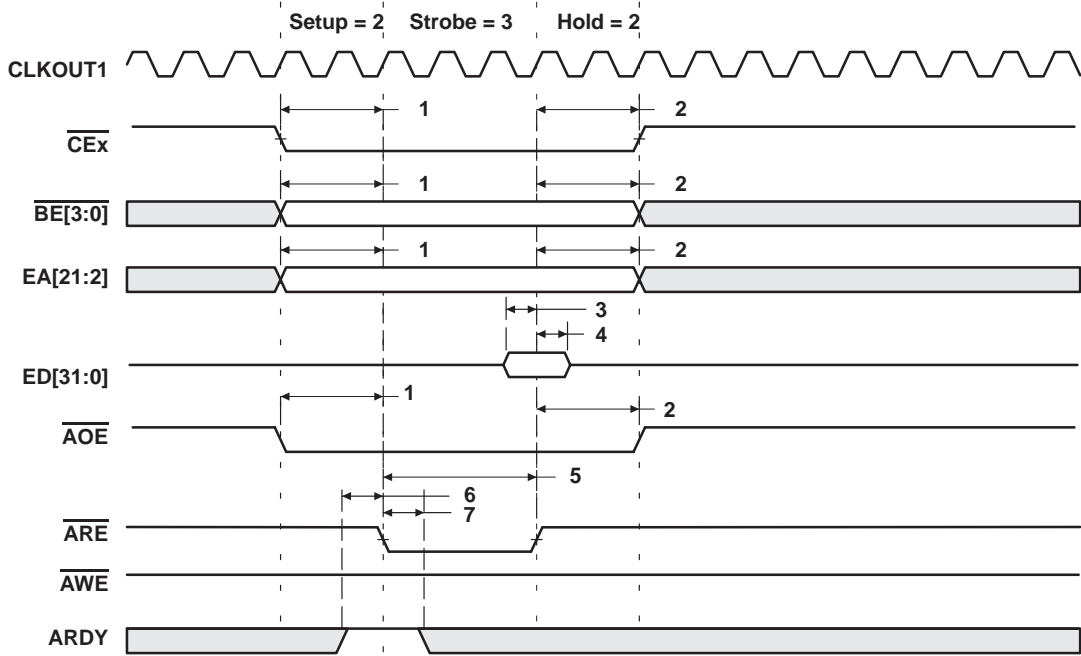 Setup = 2 Strobe = 3 Hold = 2
CLKOUT1
1 2
CEx
1 2
BE[3:0]
1 2
EA[21:2]
3
4
ED[31:0]
1
2
AOE
5
6
7
ARE
AWE
ARDY